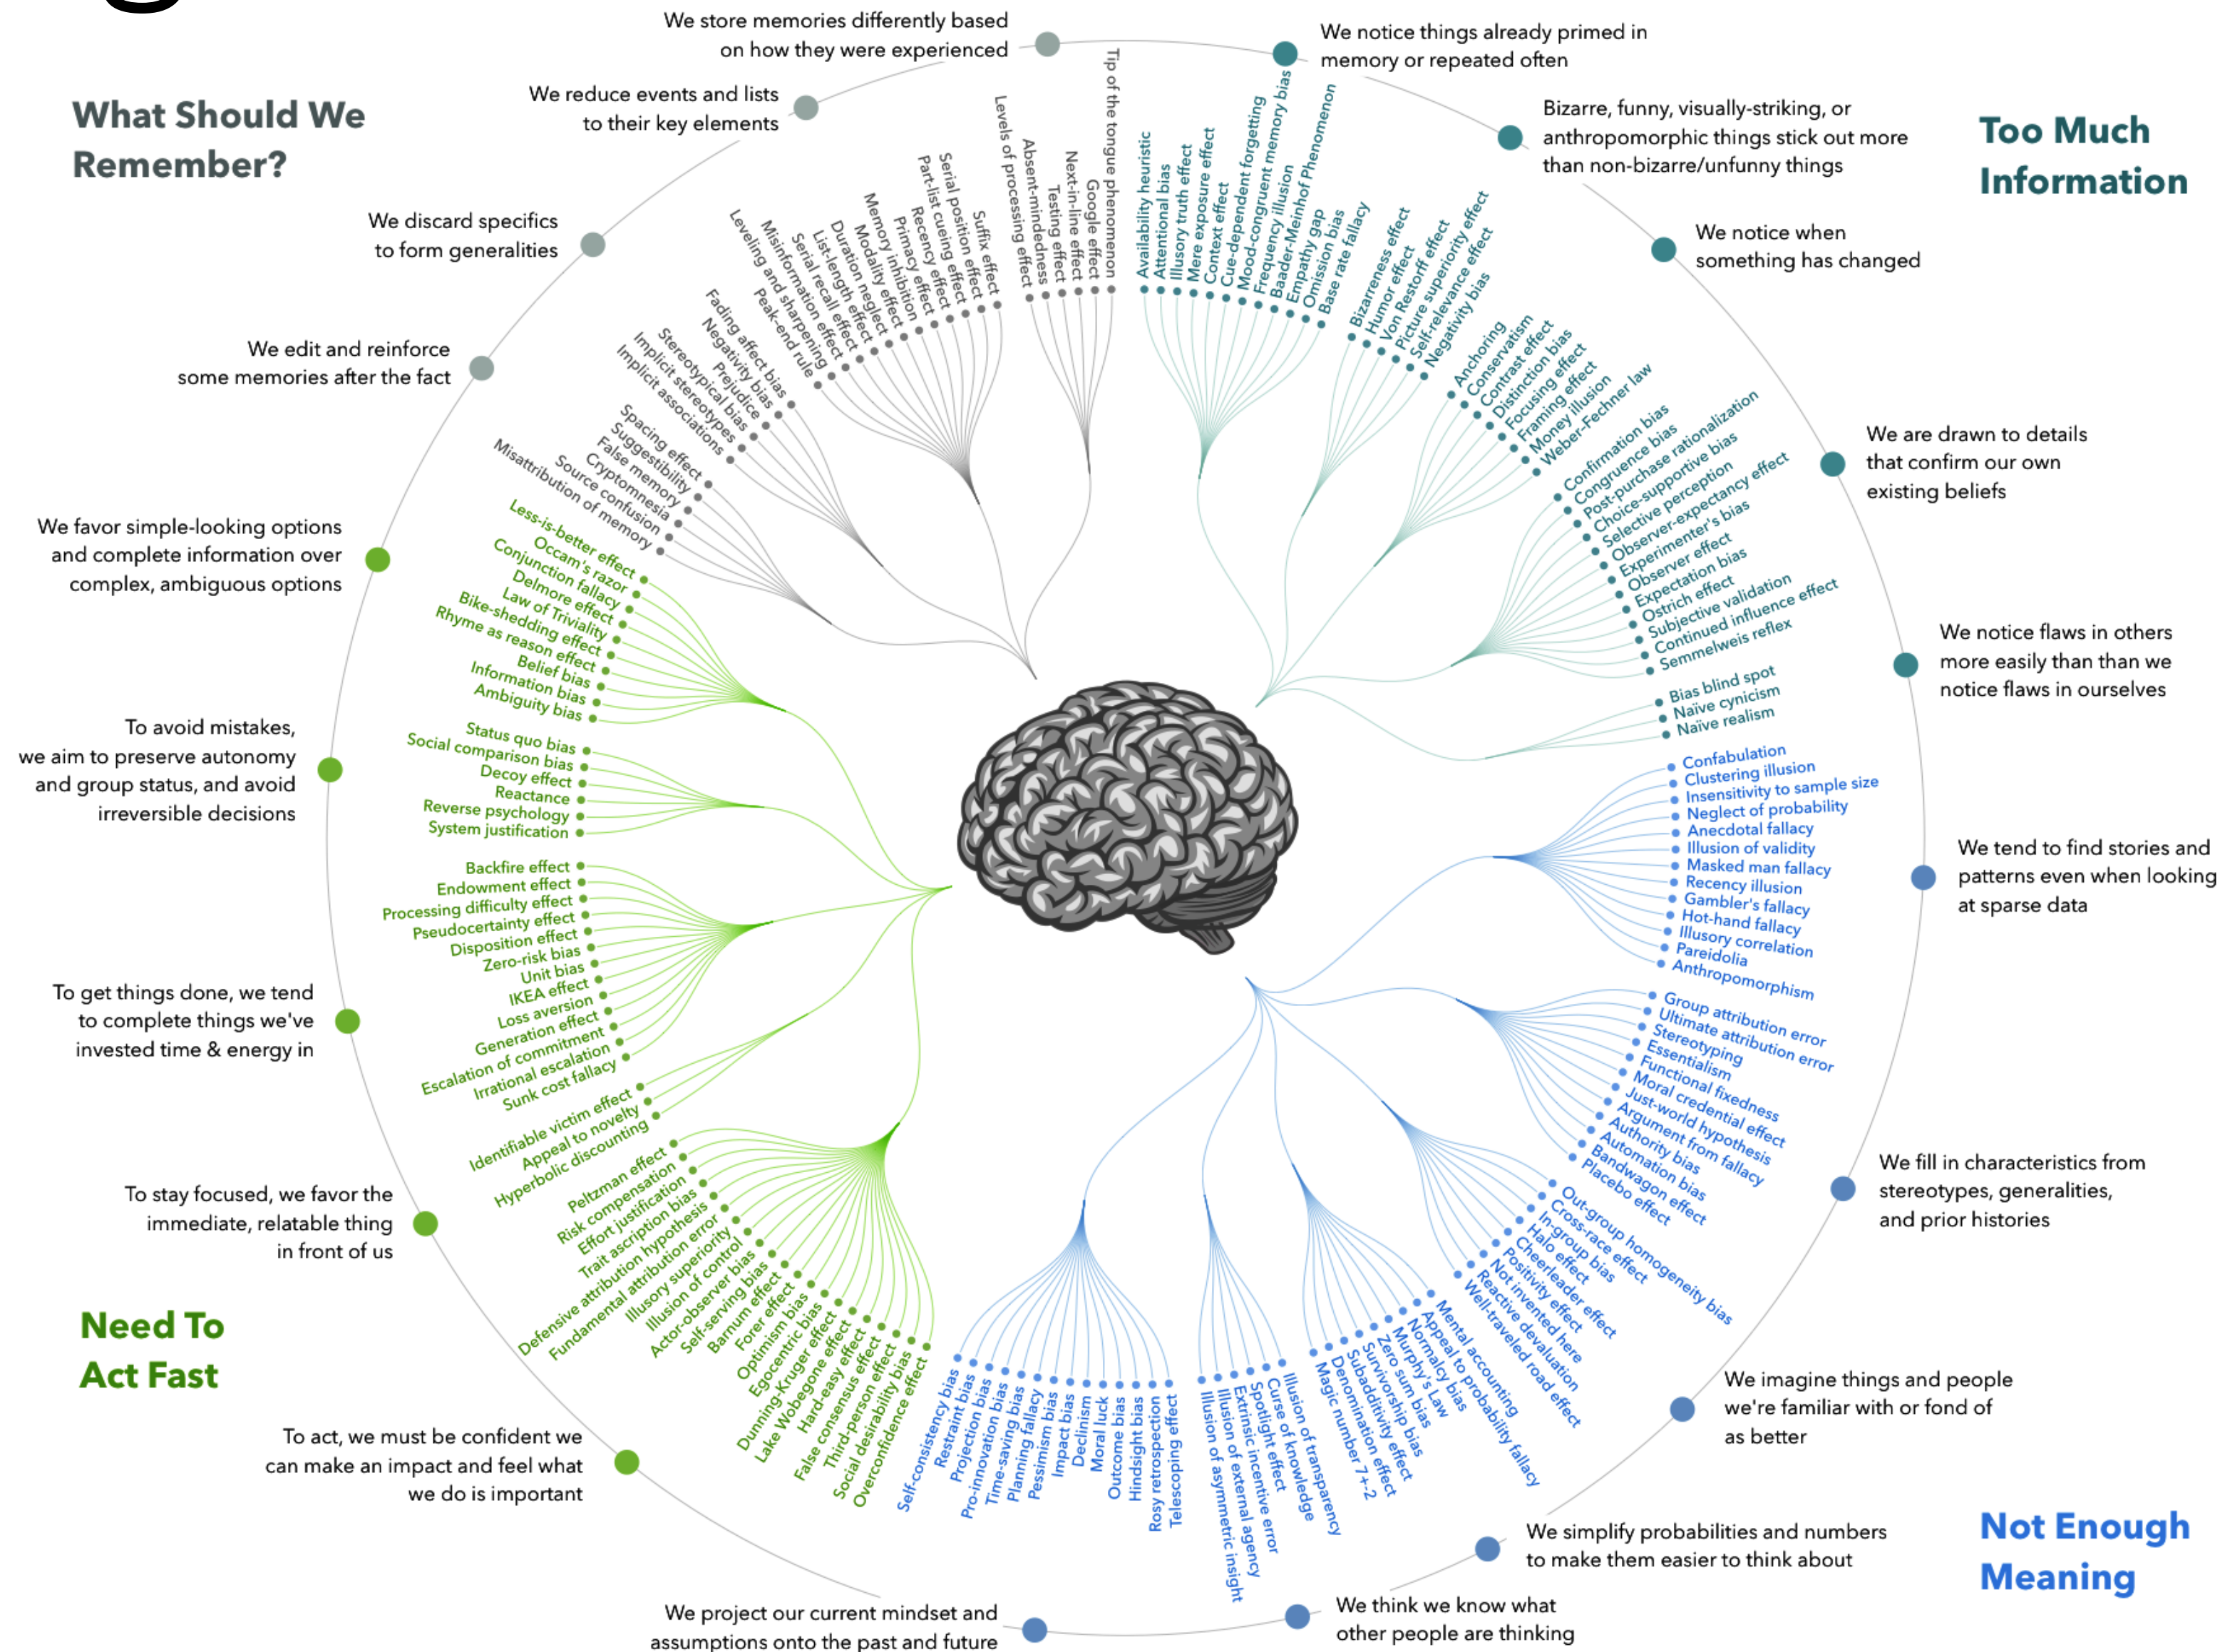 What Should We
Remember?
We store memories differently based
on how they were experienced
We reduce events and lists
to their key elements
We discard specifics
to form generalities
We edit and reinforce
some memories after the fact
Tip of the tongue phenomenon
Google effect
Next-in-line effect
Testing effect
Absent-mindedness
Levels of processing effect
Suffix effect
Serial position effect
Part-list cueing effect
Recency effect
Primacy effect
Memory inhibition
Modality effect
Duration neglect
List-length effect
Serial recall effect
Misinformation effect
Leveling and sharpening
Peak-end rule
Fading affect bias
Negativity bias
Prejudice
Stereotypical bias
Implicit stereotypes
Implicit associations
Spacing effect
Suggestibility
False memory
Cryptomnesia
Source confusion
Misattribution of memory
Too Much
Information
We notice things already primed in
memory or repeated often
Bizarre, funny, visually-striking, or
anthropomorphic things stick out more
than non-bizarre/unfunny things
We notice when
something has changed
We are drawn to details
that confirm our own
existing beliefs
We notice flaws in others
more easily than than we
notice flaws in ourselves
Availability heuristic
Attentional bias
Illusory truth effect
Mere exposure effect
Context effect
Cue-dependent forgetting
Mood-congruent memory bias
Frequency illusion
Baader-Meinhof Phenomenon
Empathy gap
Omission bias
Base rate fallacy
Bizarreness effect
Humor effect
Von Restorff effect
Picture superiority effect
Self-relevance effect
Negativity bias
Anchoring
Conservatism
Contrast effect
Distinction bias
Focusing effect
Framing effect
Money illusion
Weber-Fechner law
Confirmation bias
Congruence bias
Post-purchase rationalization
Choice-supportive bias
Selective perception
Observer-expectancy effect
Experimenter's bias
Observer effect
Expectation bias
Ostrich effect
Subjective validation
Continued influence effect
Semmelweis reflex
Bias blind spot
Naïve cynicism
Naïve realism
Not Enough
Meaning
We tend to find stories and
patterns even when looking
at sparse data
We fill in characteristics from
stereotypes, generalities,
and prior histories
We imagine things and people
we're familiar with or fond of
as better
We simplify probabilities and numbers
to make them easier to think about
We think we know what
other people are thinking
We project our current mindset and
assumptions onto the past and future
Confabulation
Clustering illusion
Insensitivity to sample size
Neglect of probability
Anecdotal fallacy
Illusion of validity
Masked man fallacy
Recency illusion
Gambler's fallacy
Hot-hand fallacy
Illusory correlation
Pareidolia
Anthropomorphism
Group attribution error
Ultimate attribution error
Stereotyping
Essentialism
Functional fixedness
Moral credential effect
Just-world hypothesis
Argument from fallacy
Authority bias
Automation bias
Bandwagon effect
Placebo effect
Out-group homogeneity bias
Cross-race effect
In-group bias
Halo effect
Cheerleader effect
Positivity effect
Not invented here
Reactive devaluation
Well-traveled road effect
Mental accounting
Appeal to probability fallacy
Normalcy bias
Murphy's Law
Zero sum bias
Survivorship bias
Subadditivity effect
Denomination effect
Magic number 7+-2
Illusion of transparency
Curse of knowledge
Spotlight effect
Extrinsic incentive error
Illusion of external agency
Illusion of asymmetric insight
Telescoping effect
Rosy retrospection
Hindsight bias
Outcome bias
Moral luck
Declinism
Impact bias
Pessimism bias
Planning fallacy
Time-saving bias
Pro-innovation bias
Projection bias
Restraint bias
Self-consistency bias
Need To
Act Fast
We favor simple-looking options
and complete information over
complex, ambiguous options
To avoid mistakes,
we aim to preserve autonomy
and group status, and avoid
irreversible decisions
To get things done, we tend
to complete things we've
invested time & energy in
To stay focused, we favor the
immediate, relatable thing
in front of us
To act, we must be confident we
can make an impact and feel what
we do is important
Less-is-better effect
Occam's razor
Conjunction fallacy
Delmore effect
Law of Triviality
Bike-shedding effect
Rhyme as reason effect
Belief bias
Information bias
Ambiguity bias
Status quo bias
Social comparison bias
Decoy effect
Reactance
Reverse psychology
System justification
Backfire effect
Endowment effect
Processing difficulty effect
Pseudocertainty effect
Disposition effect
Zero-risk bias
Unit bias
IKEA effect
Loss aversion
Generation effect
Escalation of commitment
Irrational escalation
Sunk cost fallacy
Identifiable victim effect
Appeal to novelty
Hyperbolic discounting
Peltzman effect
Risk compensation
Effort justification
Trait ascription bias
Defensive attribution hypothesis
Fundamental attribution error
Illusory superiority
Illusion of control
Actor-observer bias
Self-serving bias
Barnum effect
Forer effect
Optimism bias
Egocentric bias
Dunning-Kruger effect
Lake Wobegone effect
Hard-easy effect
False consensus effect
Third-person effect
Social desirability bias
Overconfidence effect